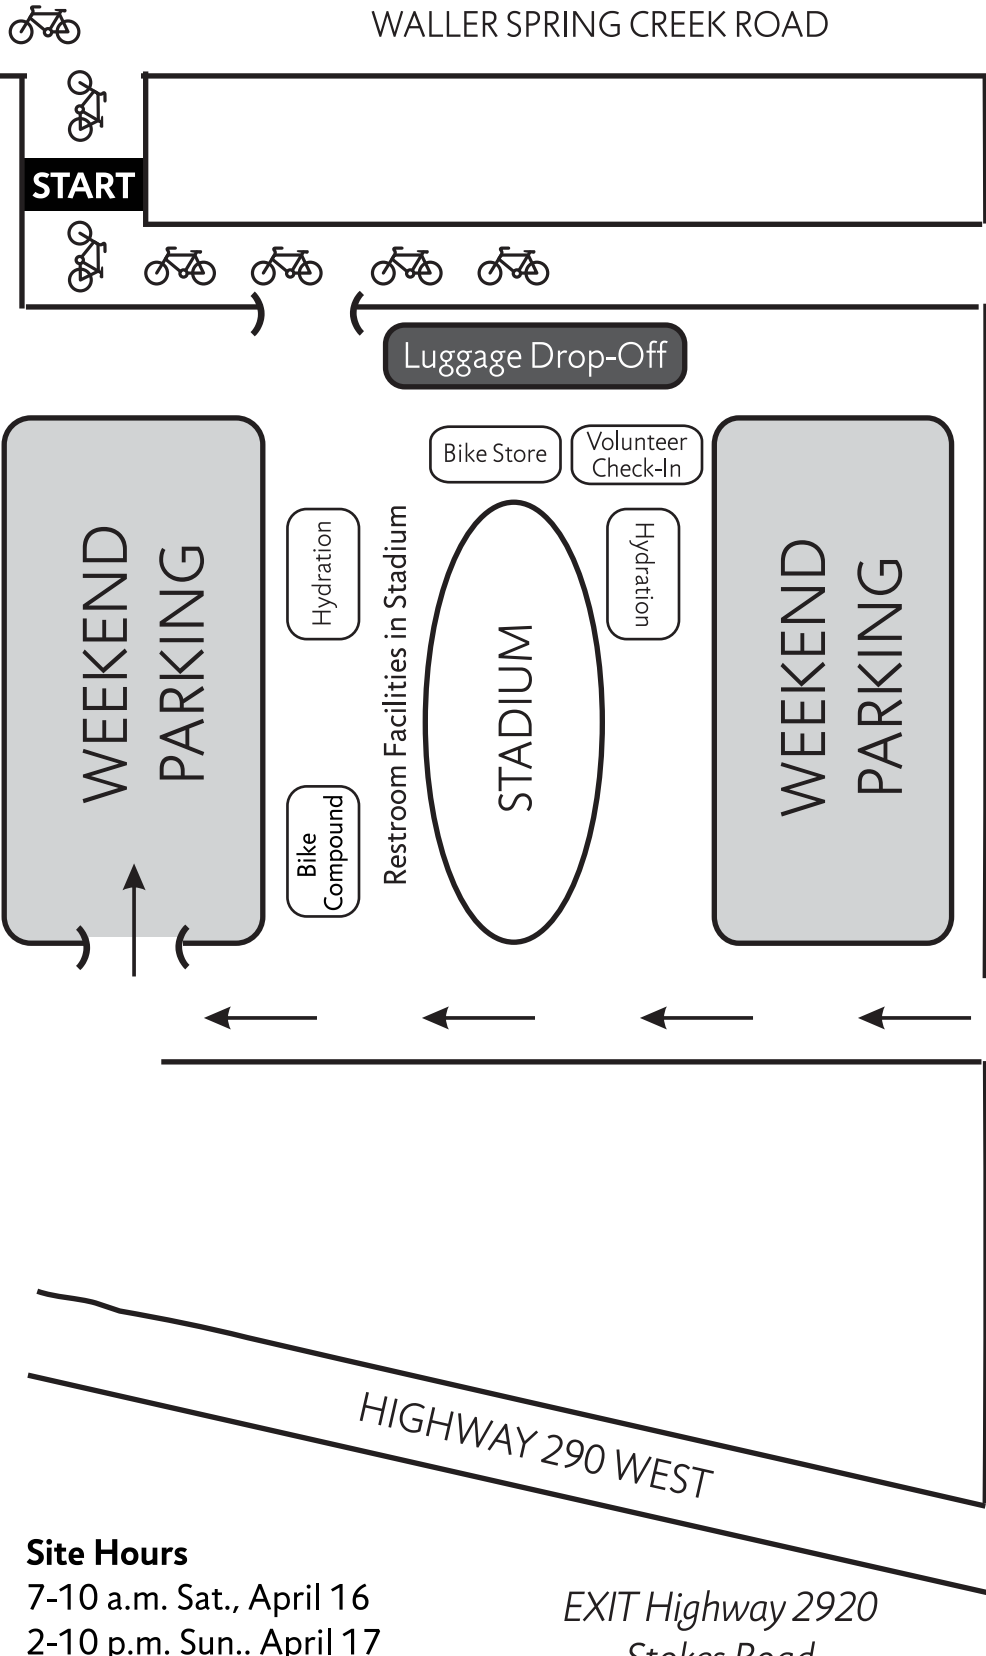 WALLER SPRING CREEK ROAD
START
Luggage Drop-Off
Bike Store
Volunteer
Check-In
WEEKEND
PARKING
Hydration
Restroom Facilities in Stadium
STADIUM
Hydration
WEEKEND
PARKING
Bike
Compound
HIGHWAY 290 WEST
Site Hours
7-10 a.m. Sat., April 16
2-10 p.m. Sun., April 17
EXIT Highway 2920
Stokes Road